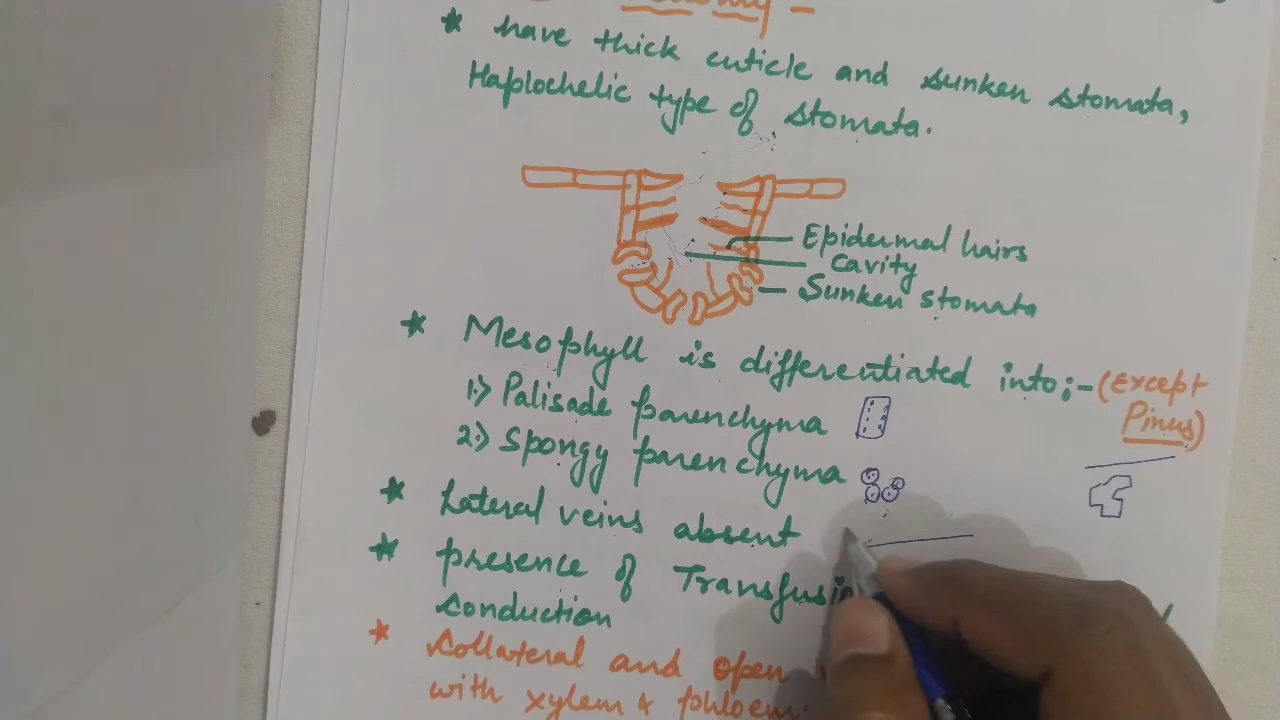 * have thick cuticle and sunken stomata,
Haplochelic type of stomata.
Epidermal hairs
cavity
Sunken stomata
* Mesophyll is differentiated into:- (Except
Pinus)
1.) Palisade parenchyma
2.) Spongy parenchyma
* Lateral veins absent
* presence of
conduction
* Collateral and open
with xylem & phloem.